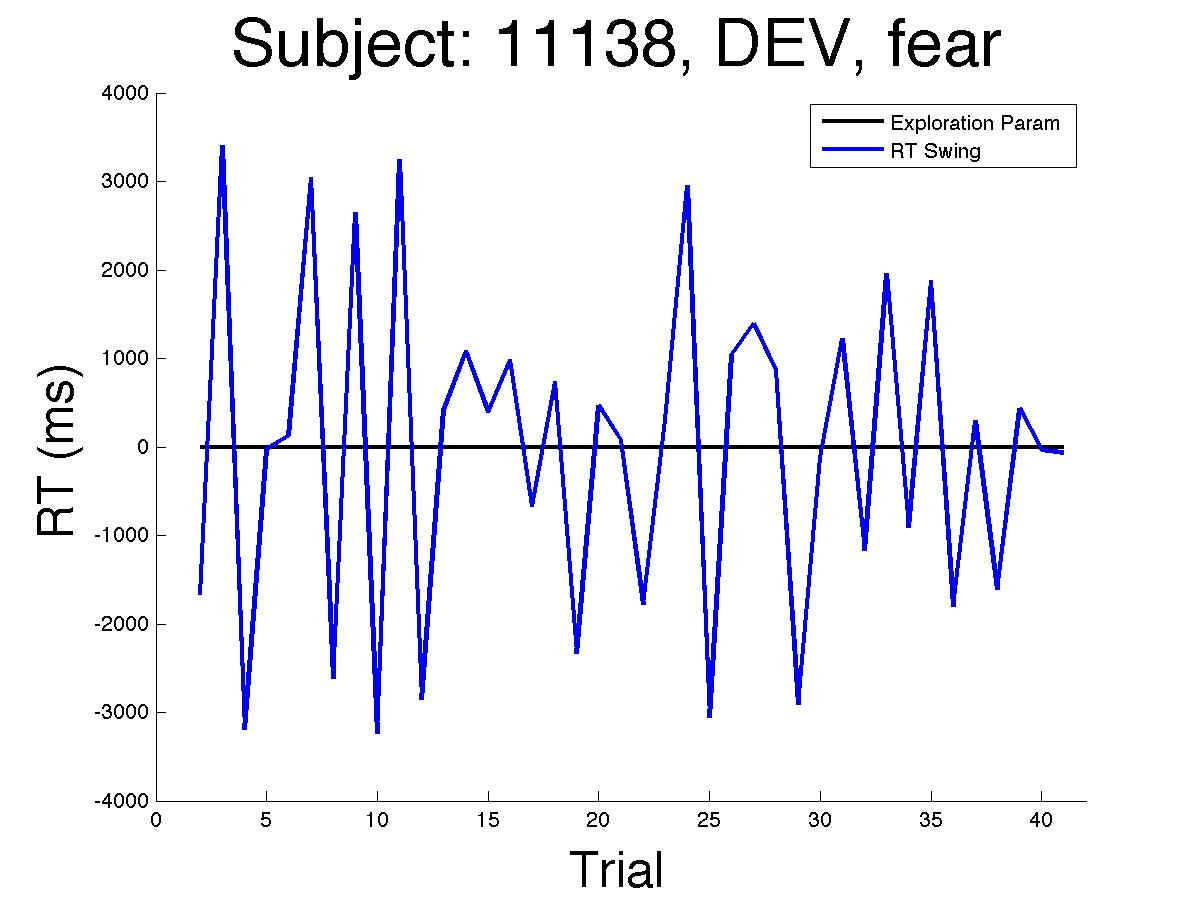 Subject: 11138, DEV, fear
Exploration Param
RT Swing
4000
3000
2000
1000
0
-1000
-2000
-3000
-4000
RT (ms)
0 5 10 15 20 25 30 35 40
Trial